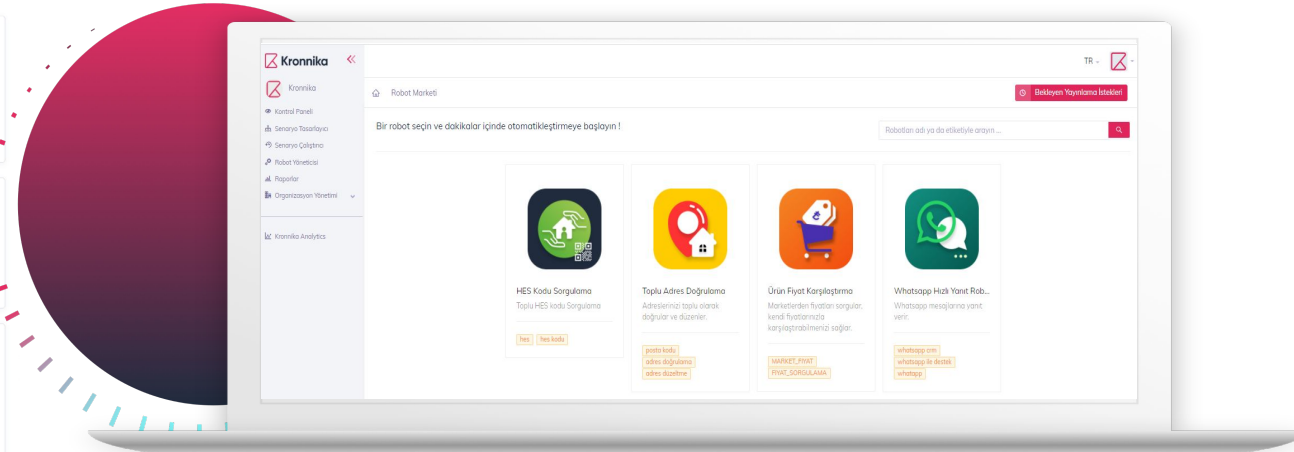 Kronnika
TR
Kronnika
Robot Marketi
Bekleyen Yayınlama İstekleri
Kontrol Paneli
Senaryo Tasarlayıcı
Senaryo Çalıştırıcı
Robot Yöneticisi
Raporlar
Organizasyon Yönetimi
Kronnika Analytics
Bir robot seçin ve dakikalar içinde otomatikleştirmeye başlayın !
Robotları adı ya da etiketiyle arayın ...
HES Kodu Sorgulama
Toplu HES kodu Sorgulama
hes
hes kodu
Toplu Adres Doğrulama
Adreslerinizi toplu olarak
doğrular ve düzenler.
posta kodu
adres doğrulama
adres düzeltme
Ürün Fiyat Karşılaştırma
Marketlerden fiyatları sorgular,
kendi fiyatlarınızla
karşılaştırabilmenizi sağlar.
MARKET_FIYAT
FIYAT_SORGULAMA
Whatsapp Hızlı Yanıt Rob...
Whatsapp mesajlarına yanıt
verir.
whatsapp crm
whatsapp ile destek
whatapp